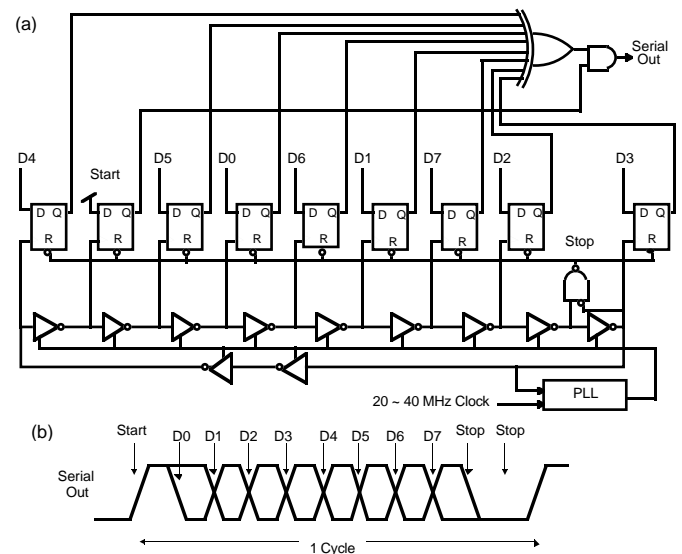 (a)
Serial
Out
D4
Start
D5
D0
D6
D1
D7
D2
D3
D Q
R
D Q
R
D Q
R
D Q
R
D Q
R
D Q
R
D Q
R
D Q
R
D Q
R
Stop
20 ~ 40 MHz Clock
PLL
(b)
Start
D0
D1
D2
D3
D4
D5
D6
D7
Stop
Stop
Serial
Out
1 Cycle